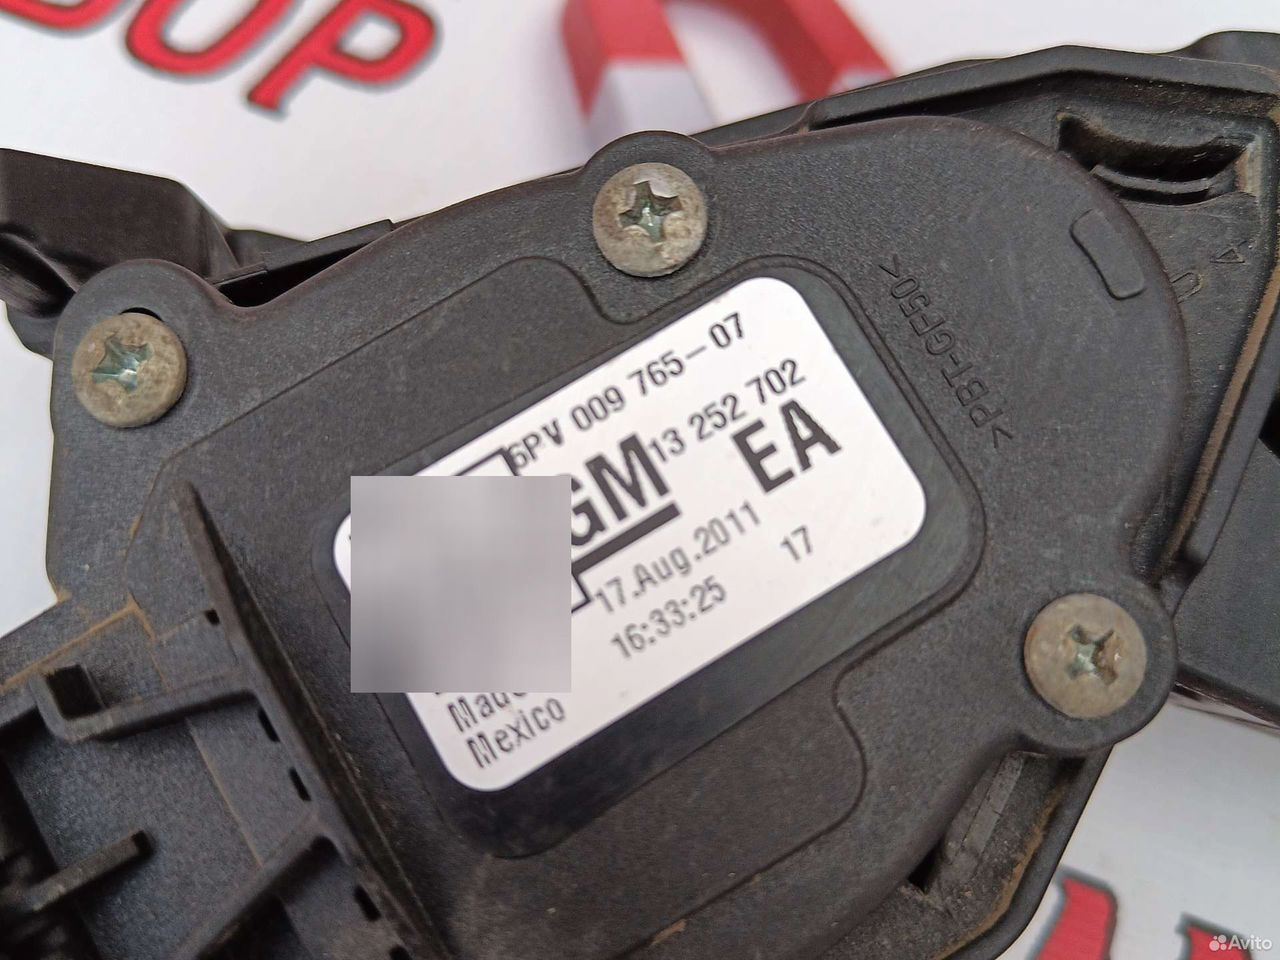 6PV 009 765-07
GM 13 252 702
EA
17.Aug.2011
16:33:25 17
Made
Mexico
>PBT-GF50<
Avito